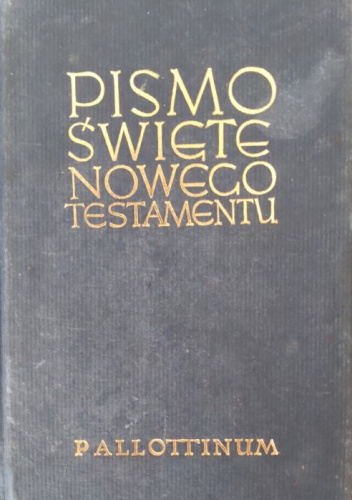 PISMO
ŚWIĘTE
NOWEGO
TESTAMENTU
PALLOTTINUM